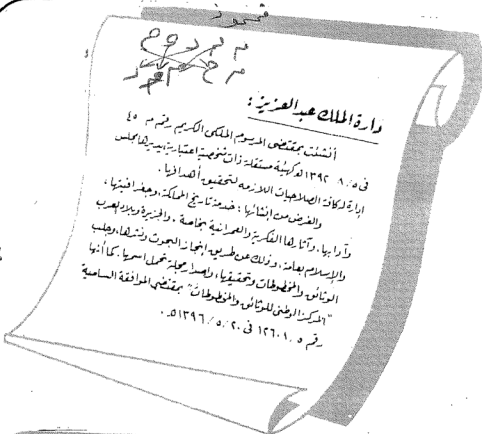 دارة الملك عبد العزيز :
أنشئت بمقتضى المرسوم الملكي الكريم رقم م ٤٥
في ٨/٥/١٣٩٢هـ كهيئة مستقلة ذات شخصية اعتبارية يديرها مجلس
إدارة له كافة الصلاحيات اللازمة لتحقيق أهدافها .
والغرض من إنشائها : خدمة تاريخ المملكة ، وجغرافيتها ،
وآدابها ، وآثارها الفكرية والعمرانية بخاصة ، والجزيرة وبلاد العرب
والإسلام بعامة ، وذلك عن طريق إنجاز البحوث ونشرها ، وجلب
الوثائق والمخطوطات وتحقيقها ، وإصدار مجلة تحمل اسمها . كما أنها
"المركز الوطني للوثائق والمخطوطات" بمقتضى الموافقة السامية
رقم ٥/١٢٦٠١ في ٢٠/٥/١٣٩٦هـ .